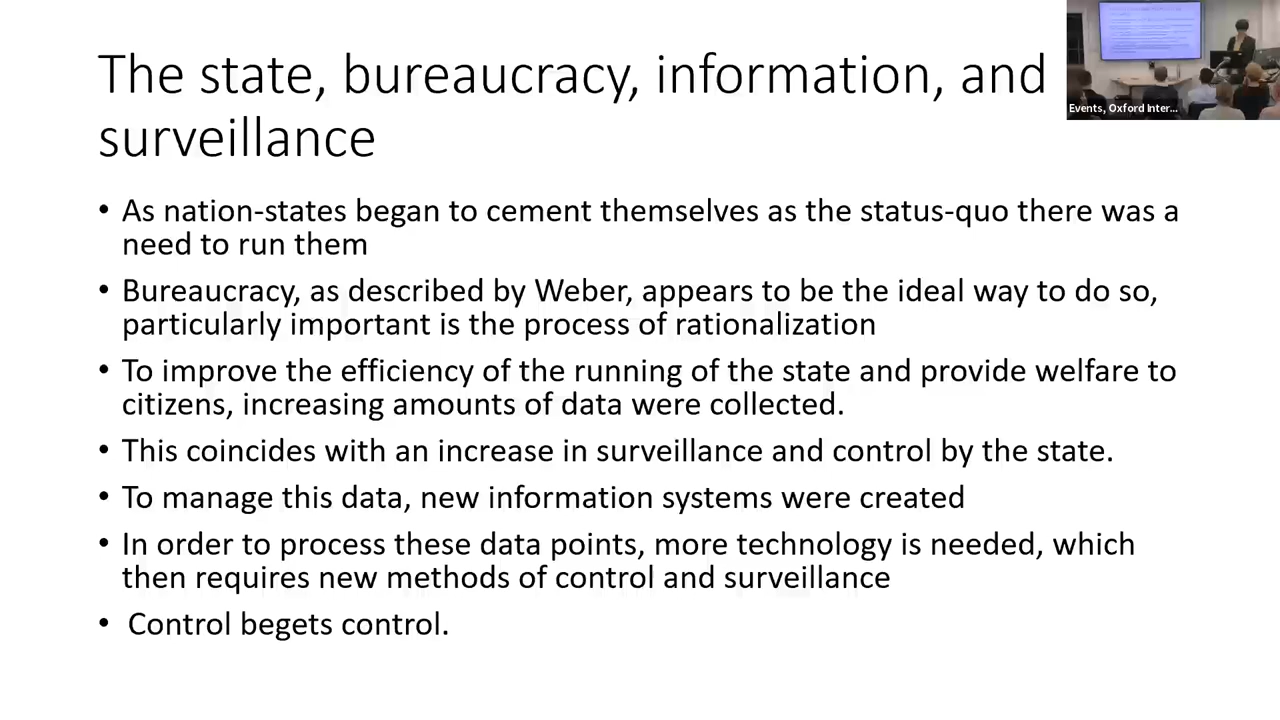 The state, bureaucracy, information, and
surveillance
Events, Oxford Inter...
• As nation-states began to cement themselves as the status-quo there was a
need to run them
• Bureaucracy, as described by Weber, appears to be the ideal way to do so,
particularly important is the process of rationalization
• To improve the efficiency of the running of the state and provide welfare to
citizens, increasing amounts of data were collected.
• This coincides with an increase in surveillance and control by the state.
• To manage this data, new information systems were created
• In order to process these data points, more technology is needed, which
then requires new methods of control and surveillance
• Control begets control.